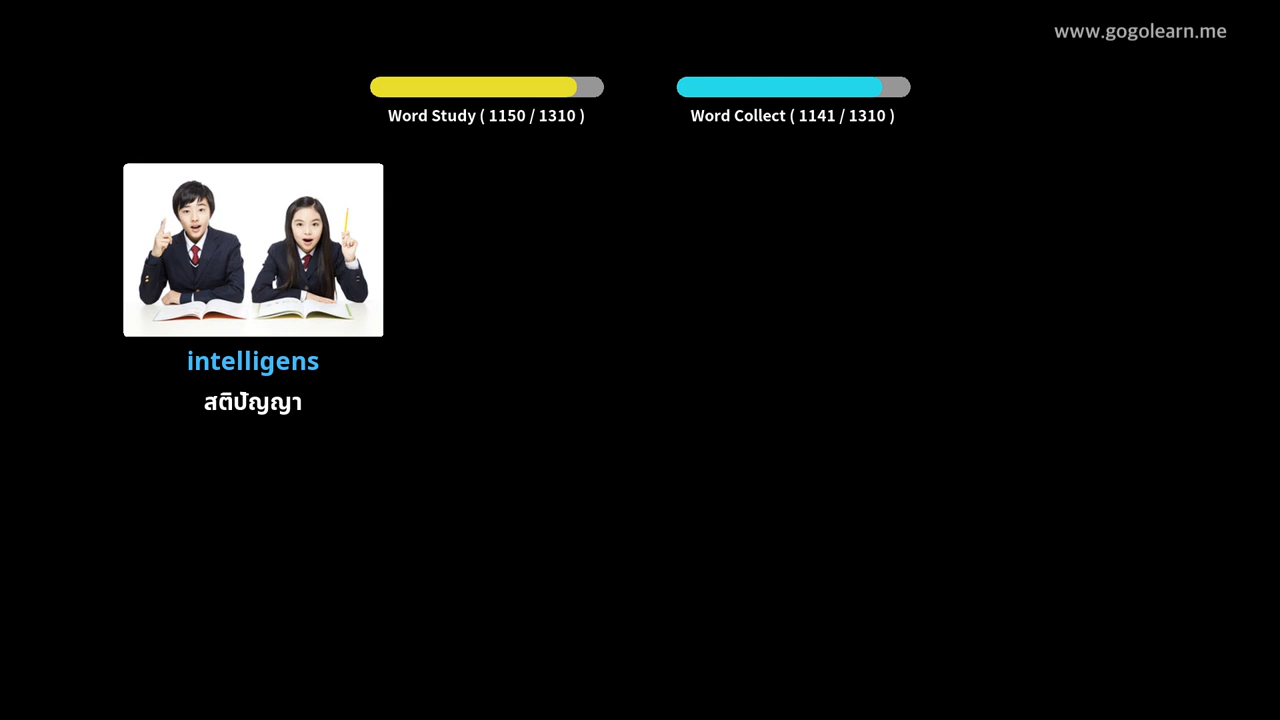 www.gogolearn.me
Word Study ( 1150 / 1310 )
Word Collect ( 1141 / 1310 )
intelligens
สติปัญญา